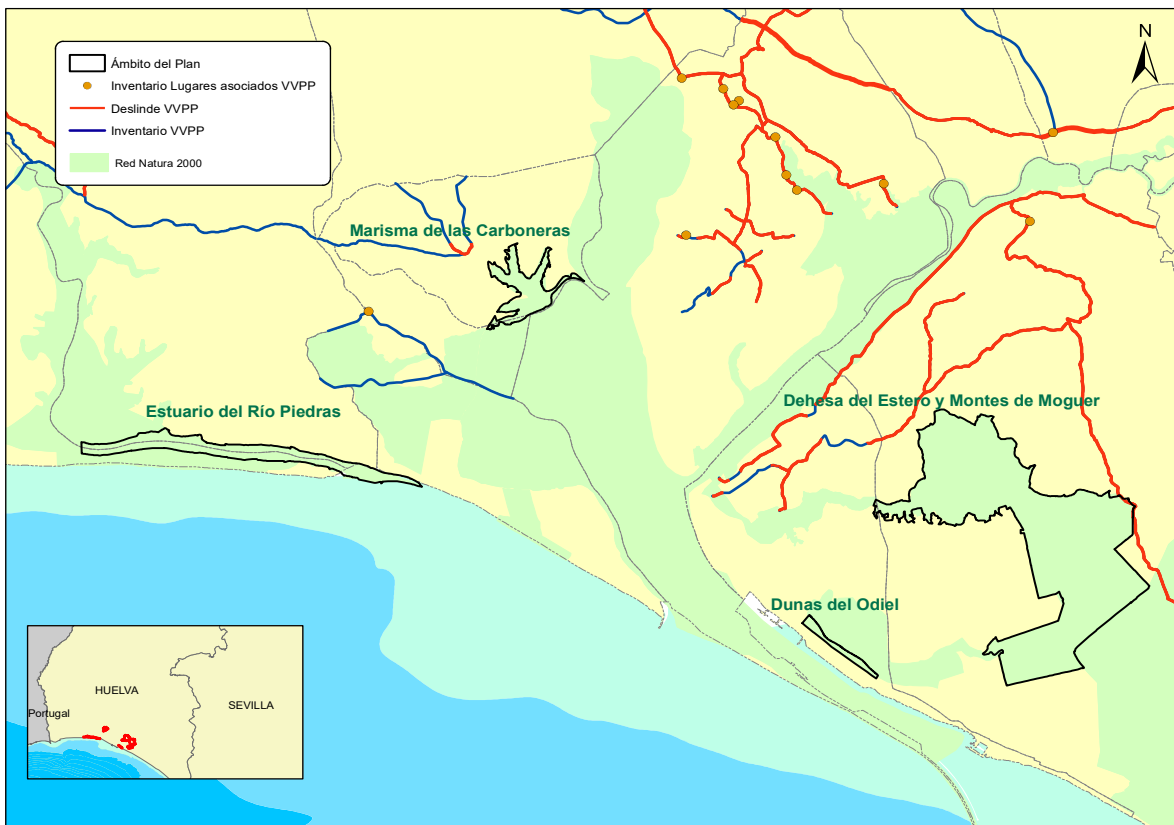 N
Ámbito del Plan
Inventario Lugares asociados VVPP
Deslinde VVPP
Inventario VVPP
Red Natura 2000
Marisma de las Carboneras
Estuario del Río Piedras
Dehesa del Estero y Montes de Moguer
Dunas del Odiel
HUELVA
SEVILLA
Portugal